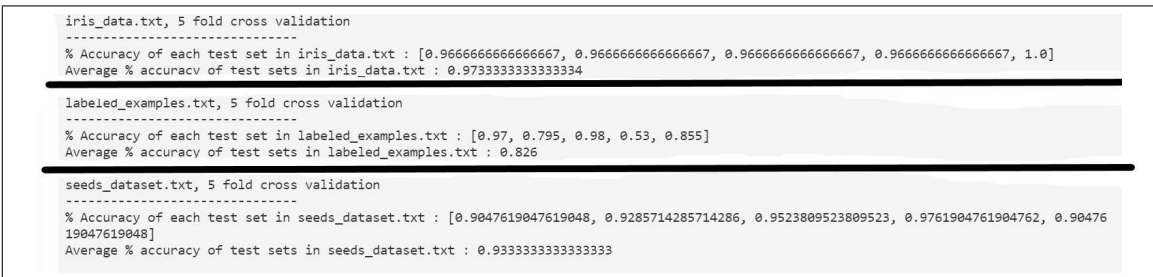 iris_data.txt, 5 fold cross validation
-------------------------------
% Accuracy of each test set in iris_data.txt : [0.9666666666666667, 0.9666666666666667, 0.9666666666666667, 0.9666666666666667, 1.0]
Average % accuracy of test sets in iris_data.txt : 0.97333333333333334
labeled_examples.txt, 5 fold cross validation
-------------------------------
% Accuracy of each test set in labeled_examples.txt : [0.97, 0.795, 0.98, 0.53, 0.855]
Average % accuracy of test sets in labeled_examples.txt : 0.826
seeds_dataset.txt, 5 fold cross validation
-------------------------------
% Accuracy of each test set in seeds_dataset.txt : [0.9047619047619048, 0.9285714285714286, 0.9523809523809523, 0.9761904761904762, 0.90476
19047619048]
Average % accuracy of test sets in seeds_dataset.txt : 0.9333333333333333